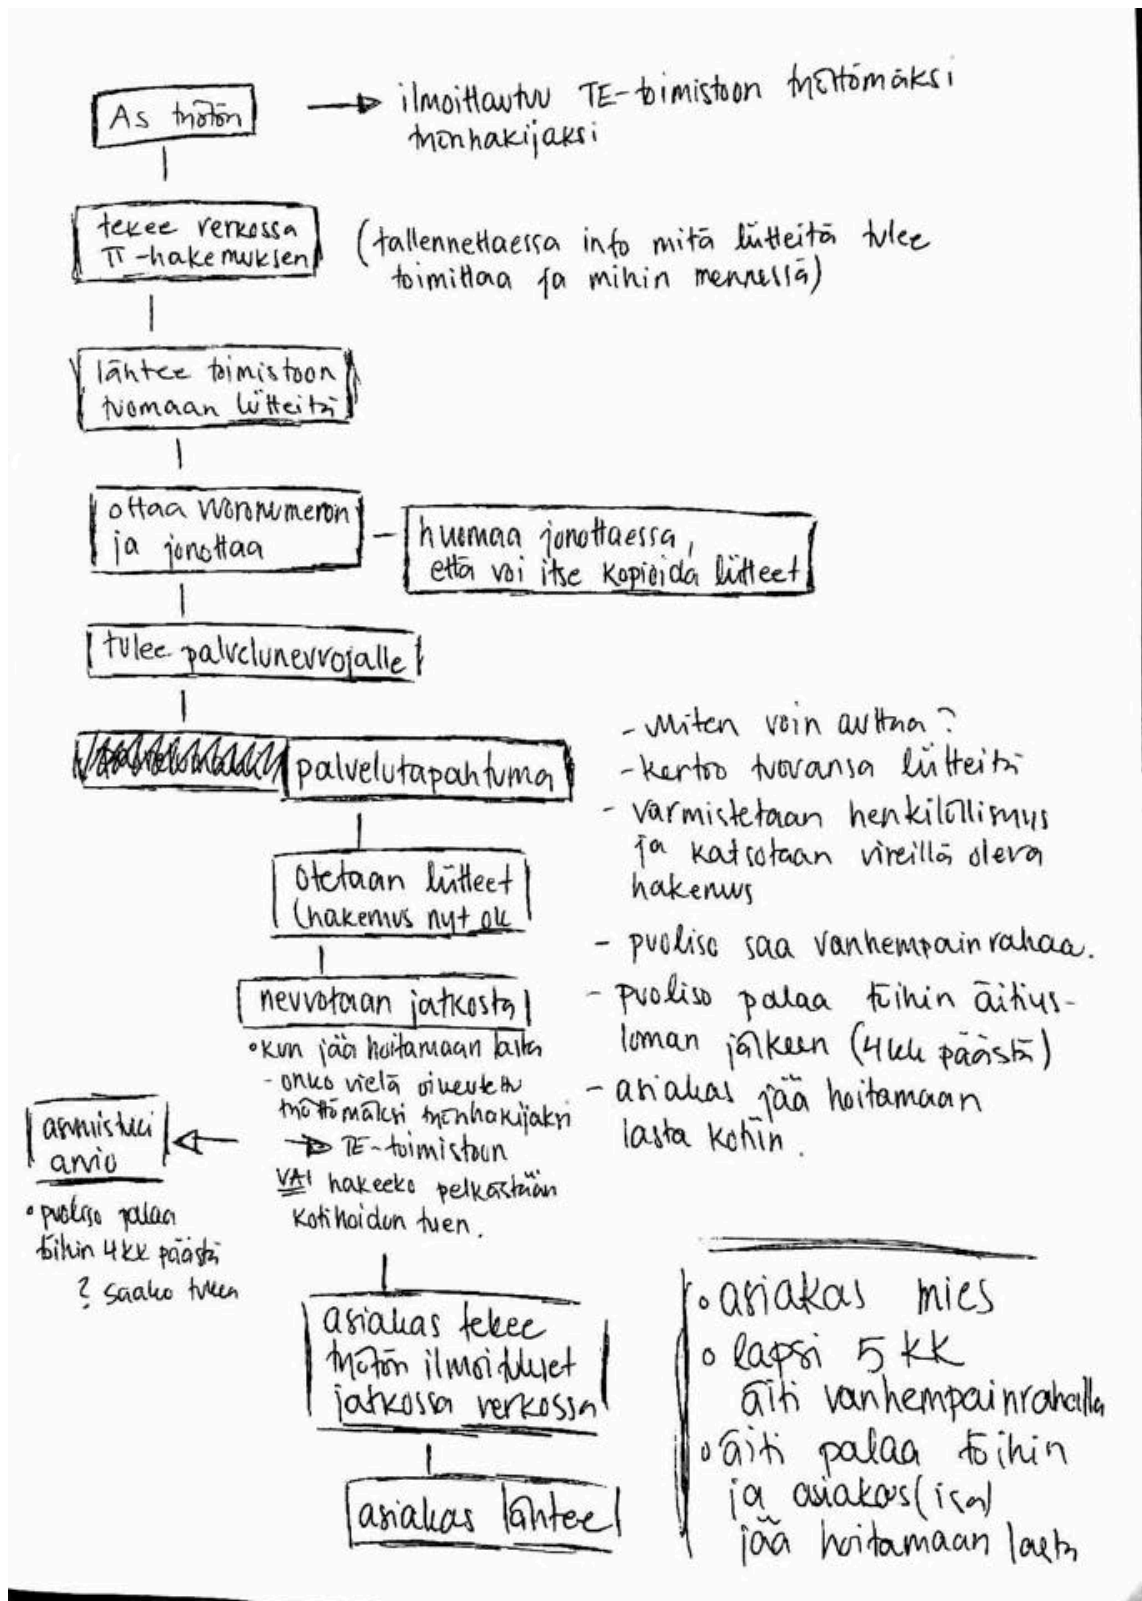 As työtön
ilmoittautuu TE-toimistoon työttömäksi
työnhakijaksi
tekee verkossa
TT-hakemuksen
(tallennettaessa info mitä liitteitä tulee
toimittaa ja mihin mennessä)
lähtee toimistoon
tuomaan liitteitä
ottaa vuoronumeron
ja jonottaa
huomaa jonottaessa,
että voi itse kopioida liitteet
tulee palveluneuvojalle
palvelutapahtuma
- Miten voin auttaa?
- kertoo tuovansa liitteitä
- varmistetaan henkilöllisyys
ja katsotaan vireillä oleva
hakemus
otetaan liitteet
(hakemus nyt ok
- puoliso saa vanhempainrahaa.
neuvotaan jatkosta
- puoliso palaa töihin äitiys-
loman jälkeen (4kk päästä)
- asiakas jää hoitamaan
lasta kotiin.
• kun jää hoitamaan lasta
- onko vielä oikeutettu
työttömäksi työnhakijaksi
TE-toimistoon
VAI hakeeko pelkästään
kotihoidon tuen.
asumistuki
arvio
• puoliso palaa
töihin 4kk päästä
? saako tuken
asiakas tekee
työtön ilmoitukset
jatkossa verkossa
asiakas lähtee
• asiakas mies
• lapsi 5 kk
äiti vanhempainrahalla
• äiti palaa töihin
ja asiakas (isä)
jää hoitamaan lasta